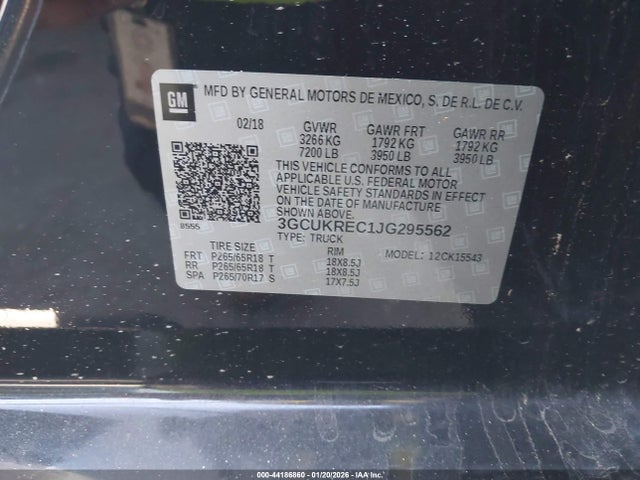 GM
MFD BY GENERAL MOTORS DE MEXICO, S. DE R.L. DE C.V.
02/18 GVWR GAWR FRT GAWR RR
3266 KG 1792 KG 1792 KG
7200 LB 3950 LB 3950 LB
THIS VEHICLE CONFORMS TO ALL
APPLICABLE U.S. FEDERAL MOTOR
VEHICLE SAFETY STANDARDS IN EFFECT
ON THE DATE OF MANUFACTURE
SHOWN ABOVE.
3GCUKREC1JG295562
TYPE: TRUCK MODEL: 12CK15543
TIRE SIZE RIM
FRT P265/65R18 T 18X8.5J
RR P265/65R18 T 18X8.5J
SPA P265/70R17 S 17X7.5J
000-44186860 - 01/20/2026 - IAA Inc.